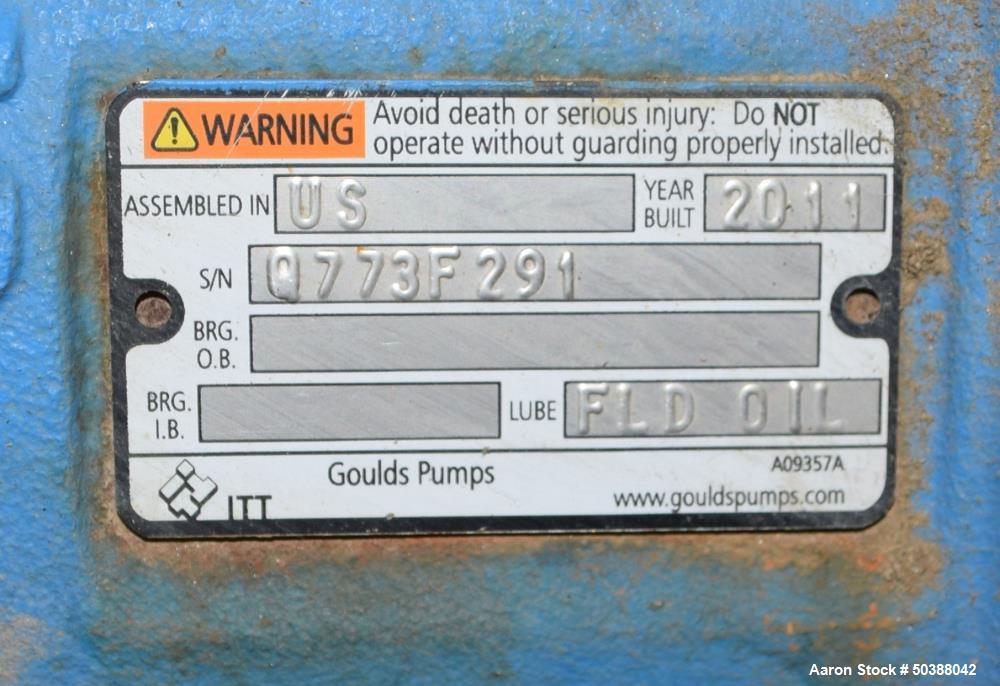 WARNING Avoid death or serious injury: Do NOT
operate without guarding properly installed.
ASSEMBLED IN US YEAR BUILT 2011
S/N Q773F291
BRG.
O.B.
BRG.
I.B.
LUBE FLD OIL
Goulds Pumps A09357A
ITT www.gouldspumps.com
Aaron Stock # 50388042